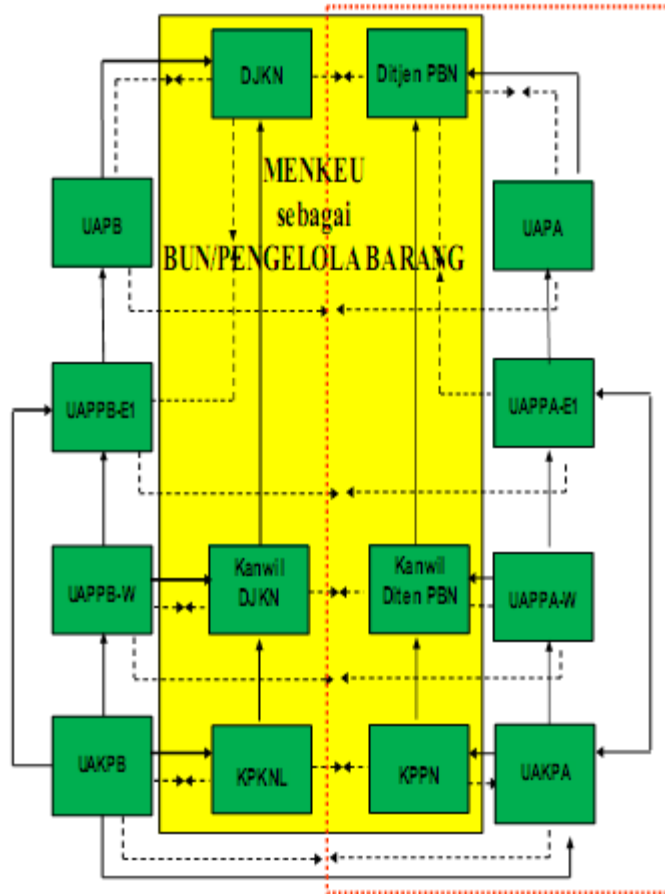 DJKN
Ditjen PBN
MENKEU
sebagai
BUN/PENGELOLA BARANG
UAPB
UAPA
UAPPB-E1
UAPPA-E1
UAPPB-W
Kanwil
DJKN
Kanwil
Diten PBN
UAPPA-W
UAKPB
KPKNL
KPPN
UAKPA